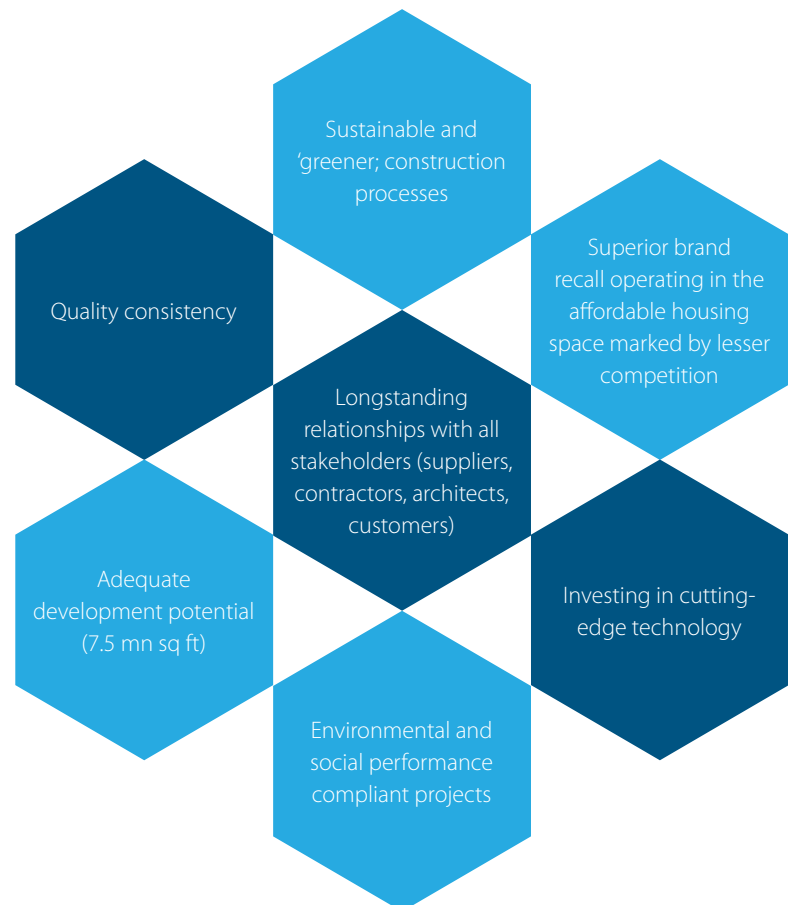 Sustainable and
‘greener; construction
processes
Quality consistency
Superior brand
recall operating in the
affordable housing
space marked by lesser
competition
Longstanding
relationships with all
stakeholders (suppliers,
contractors, architects,
customers)
Adequate
development potential
(7.5 mn sq ft)
Investing in cutting-
edge technology
Environmental and
social performance
compliant projects